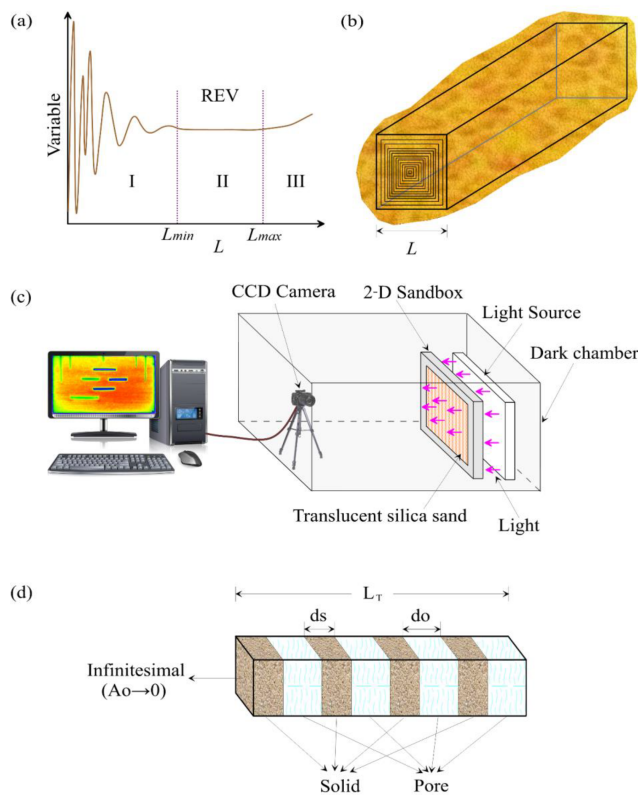 (a)
Variable
REV
I
II
III
Lmin
Lmax
L
(b)
L
(c)
CCD Camera
2-D Sandbox
Light Source
Dark chamber
Translucent silica sand
Light
(d)
LT
ds
do
Infinitesimal
(Ao→0)
Solid
Pore